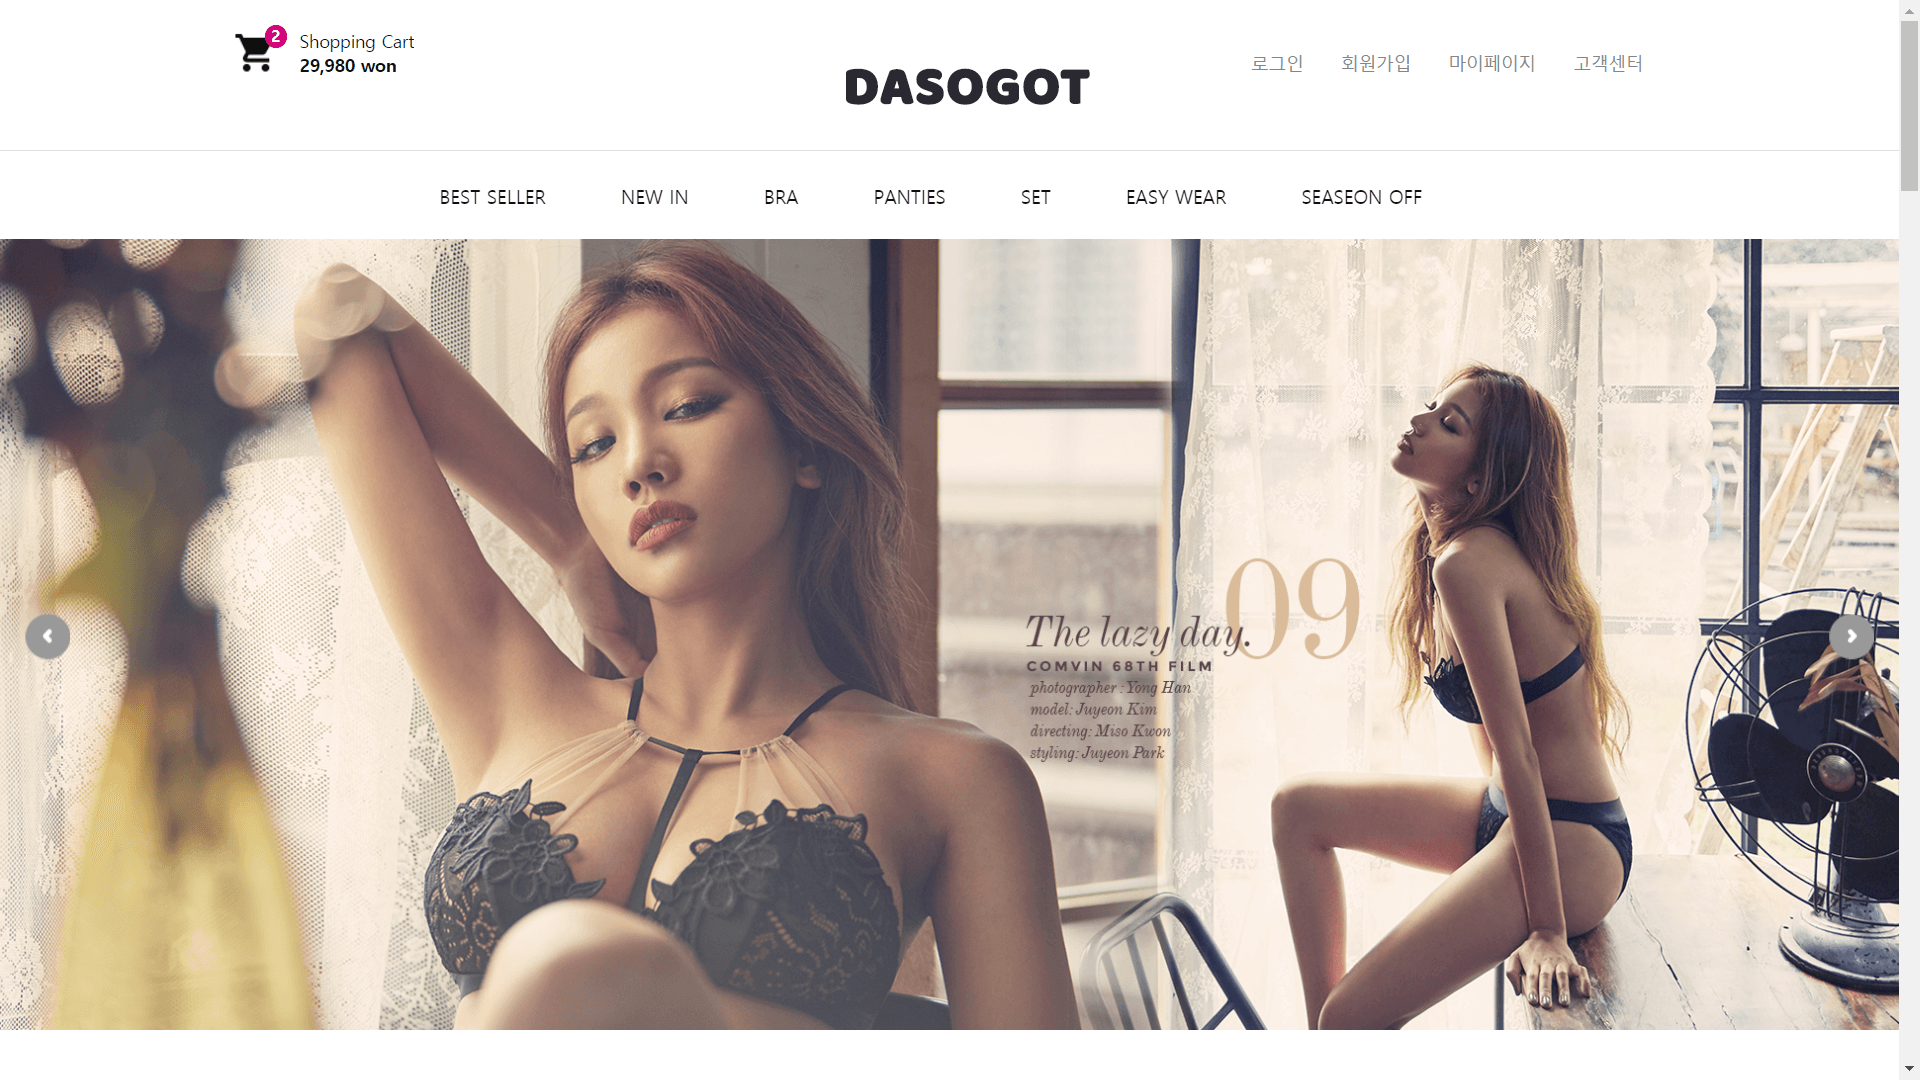 2
Shopping Cart
29,980 won
DASOGOT
로그인 회원가입 마이페이지 고객센터
BEST SELLER NEW IN BRA PANTIES SET EASY WEAR SEASEON OFF
09
The lazy day.
COMVIN 68TH FILM
photographer : Yong Han
model: Juyeon Kim
directing: Miso Kwon
styling: Juyeon Park